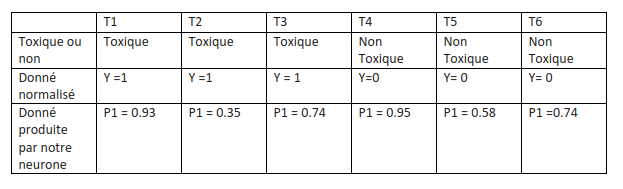 T1 T2 T3 T4 T5 T6
Toxique ou non Toxique Toxique Toxique Non Toxique Non Toxique Non Toxique
Donné normalisé Y =1 Y =1 Y = 1 Y=0 Y= 0 Y= 0
Donné produite par notre neurone P1 = 0.93 P1 = 0.35 P1 = 0.74 P1 = 0.95 P1 = 0.58 P1 =0.74